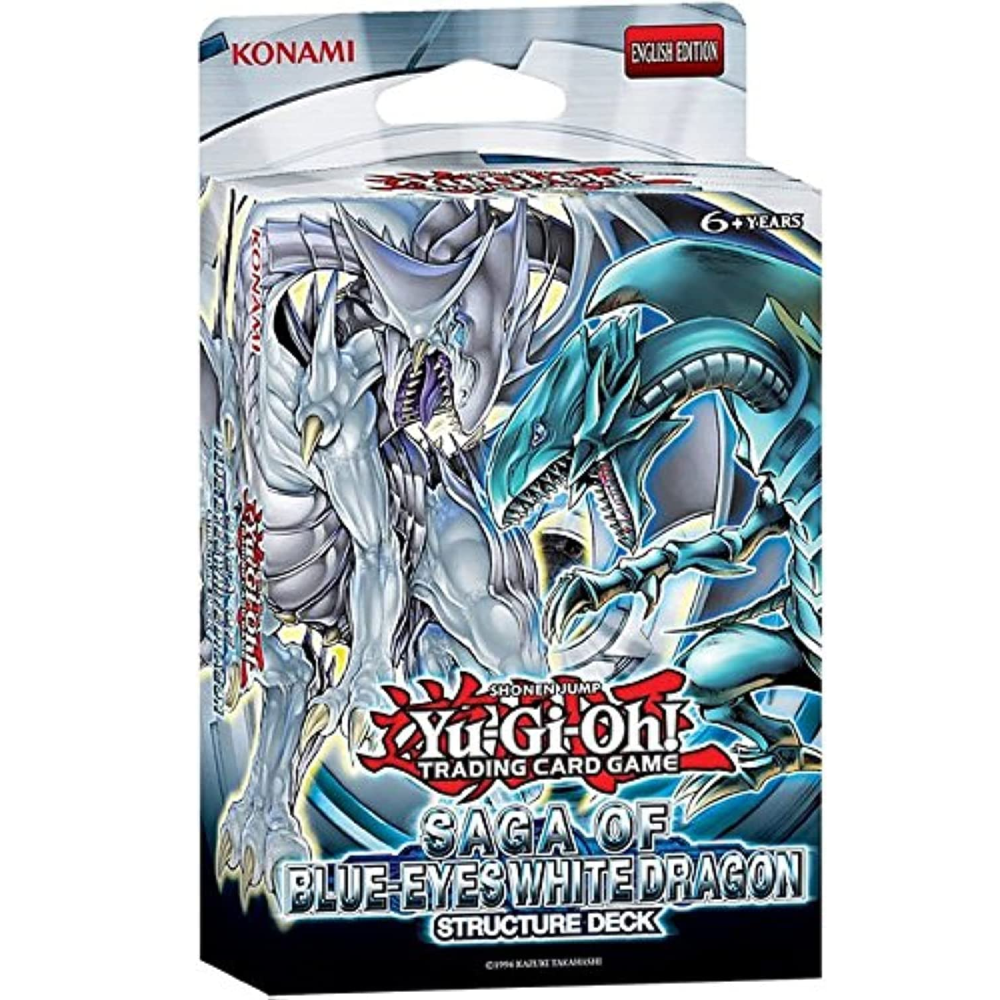 KONAMI
ENGLISH EDITION
6+ YEARS
KONAMI
SHONEN JUMP
Yu-Gi-Oh!
TRADING CARD GAME
SAGA OF
BLUE-EYES WHITE DRAGON
STRUCTURE DECK
©1996 KAZUKI TAKAHASHI